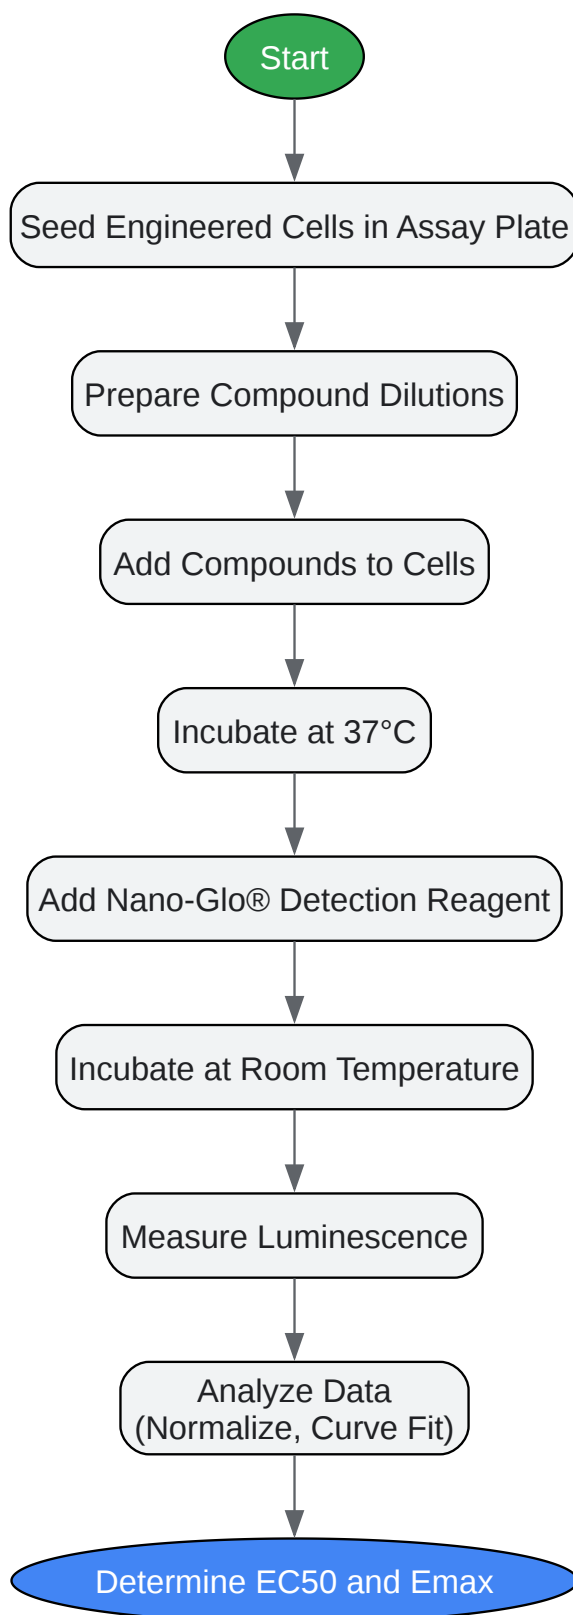 Start
Seed Engineered Cells in Assay Plate
Prepare Compound Dilutions
Add Compounds to Cells
Incubate at 37°C
Add Nano-Glo® Detection Reagent
Incubate at Room Temperature
Measure Luminescence
Analyze Data
(Normalize, Curve Fit)
Determine EC50 and Emax